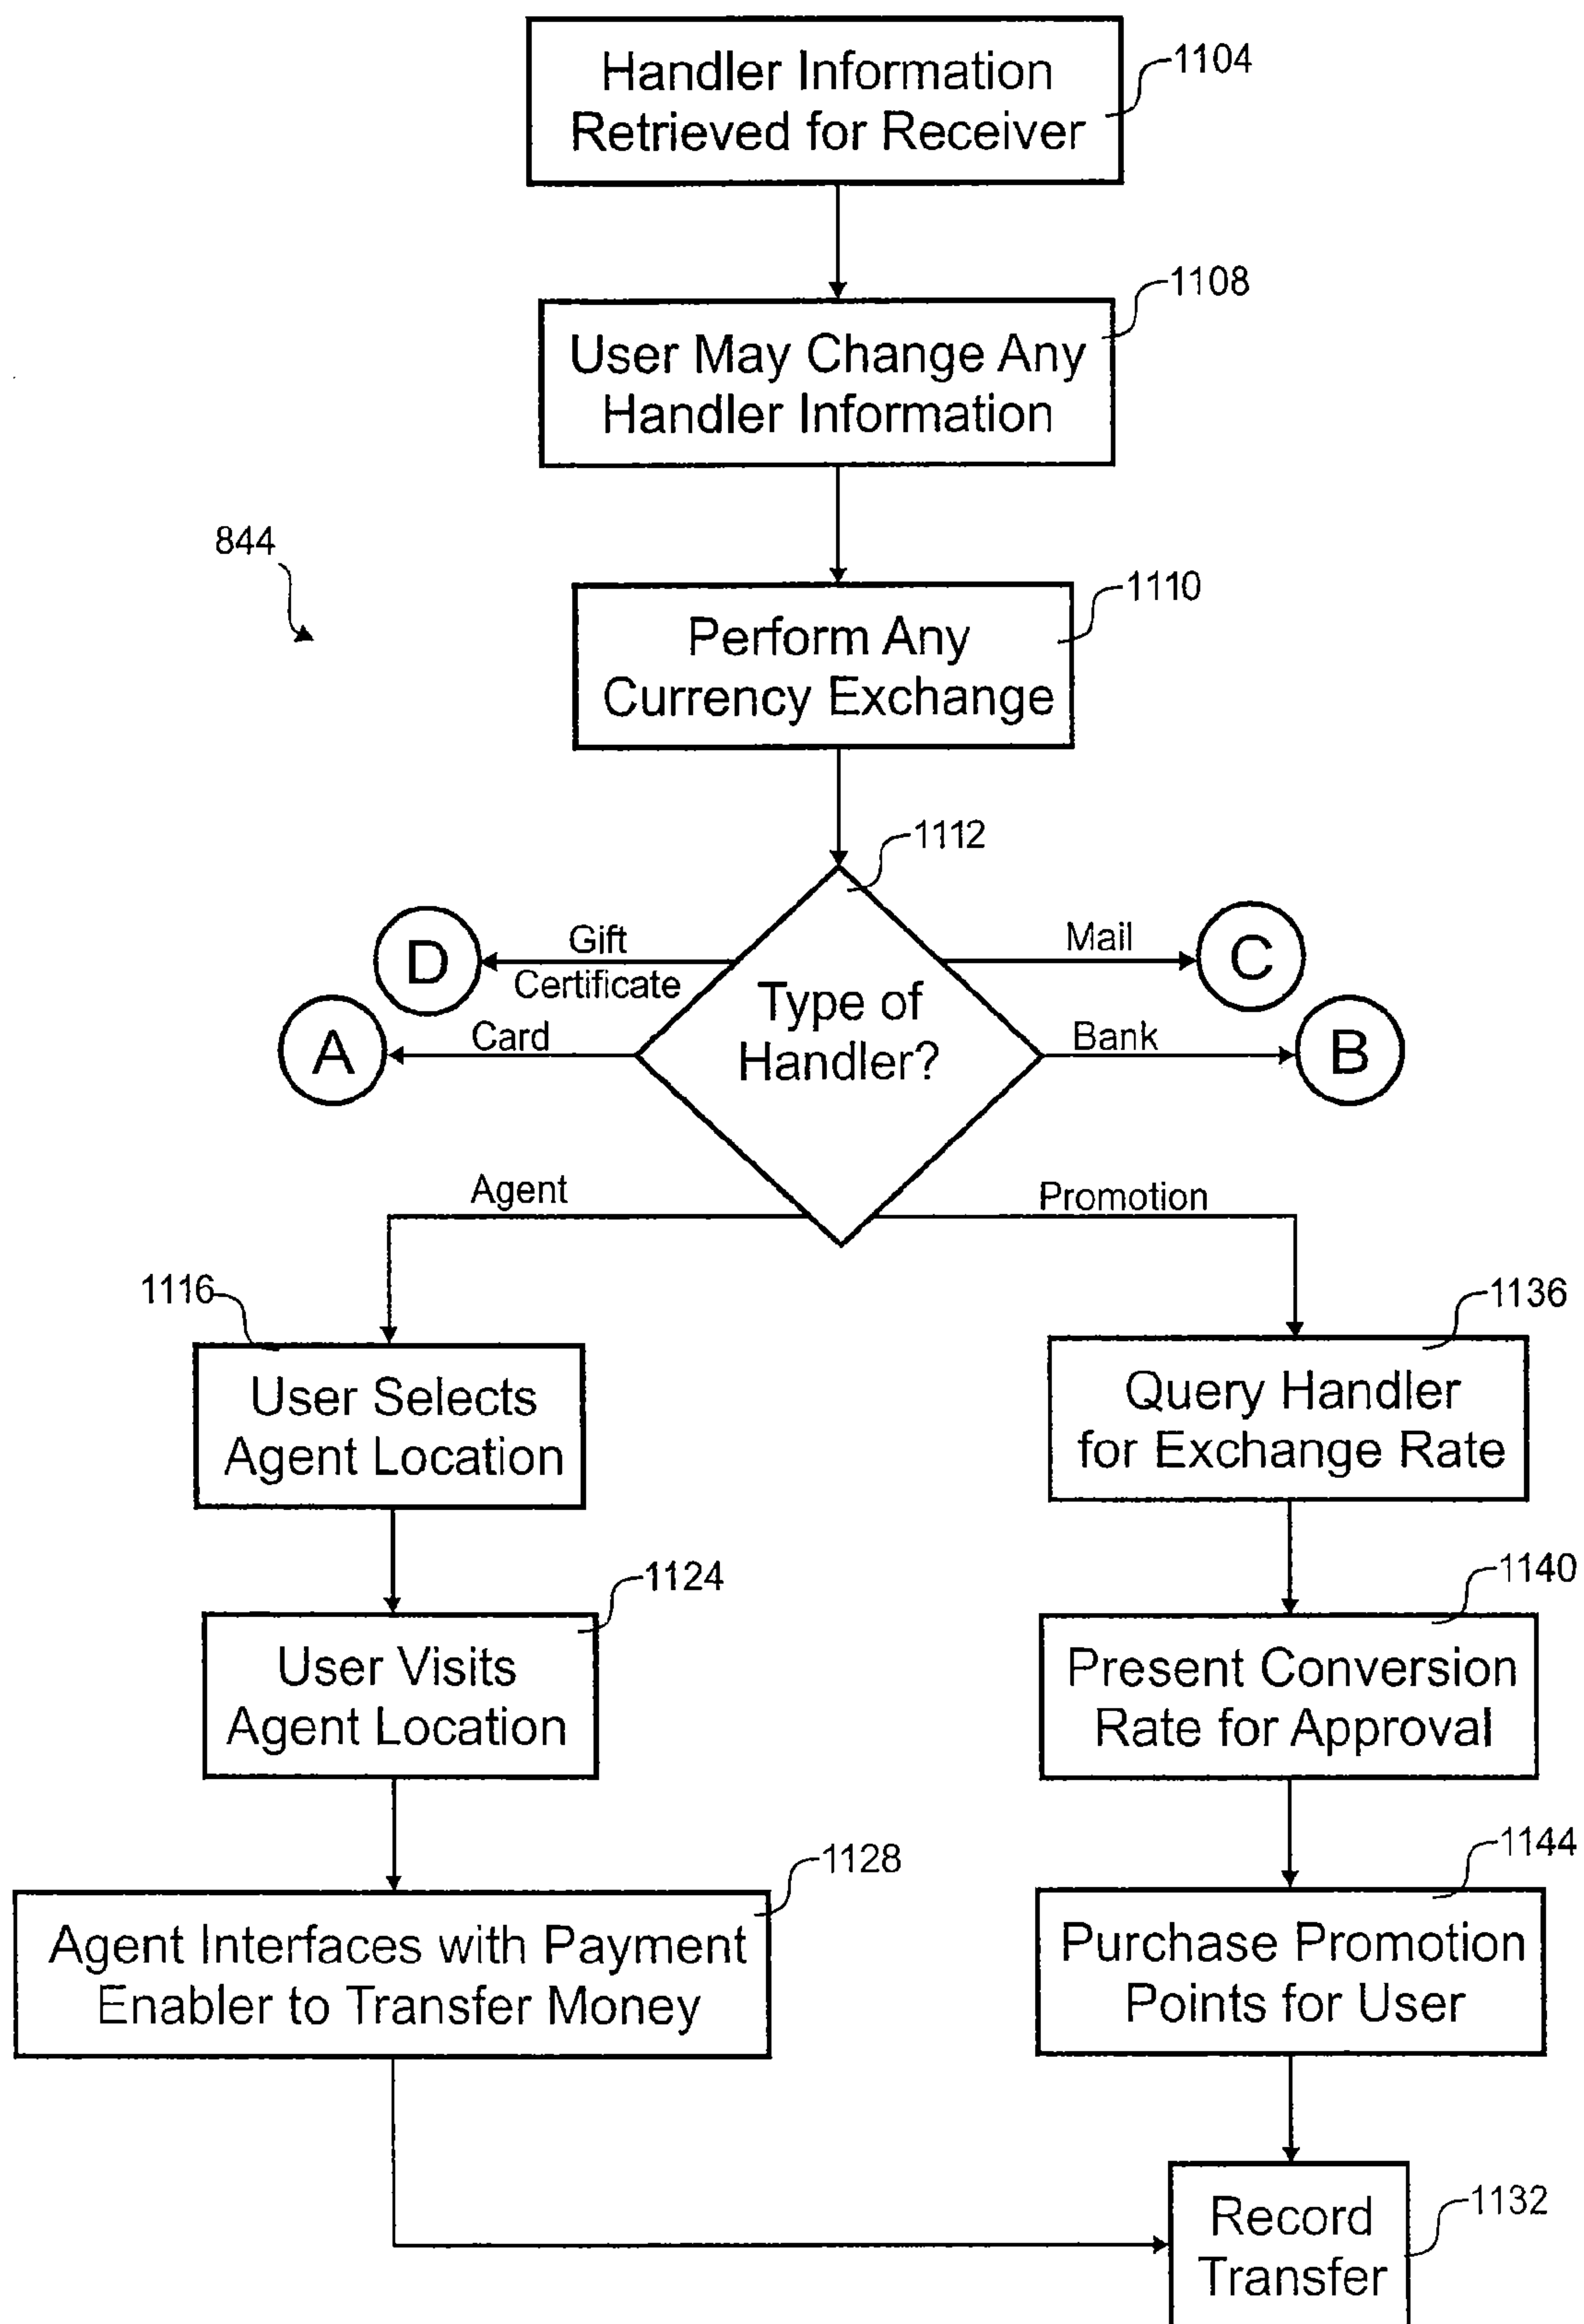 Handler Information
Retrieved for Receiver
1104
User May Change Any
Handler Information
1108
844
Perform Any
Currency Exchange
1110
1112
Type of
Handler?
D
Gift
Certificate
Mail
C
A
Card
Bank
B
Agent
Promotion
1116
User Selects
Agent Location
1136
Query Handler
for Exchange Rate
1124
User Visits
Agent Location
1140
Present Conversion
Rate for Approval
1128
Agent Interfaces with Payment
Enabler to Transfer Money
1144
Purchase Promotion
Points for User
1132
Record
Transfer